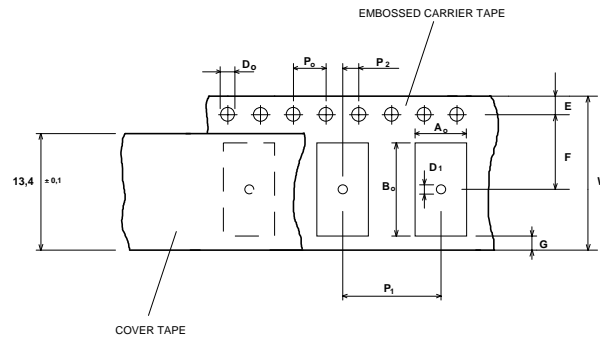 EMBOSSED CARRIER TAPE
Do
Po
P2
E
Ao
F
D1
13,4 ± 0,1
Bo
W
G
P1
COVER TAPE